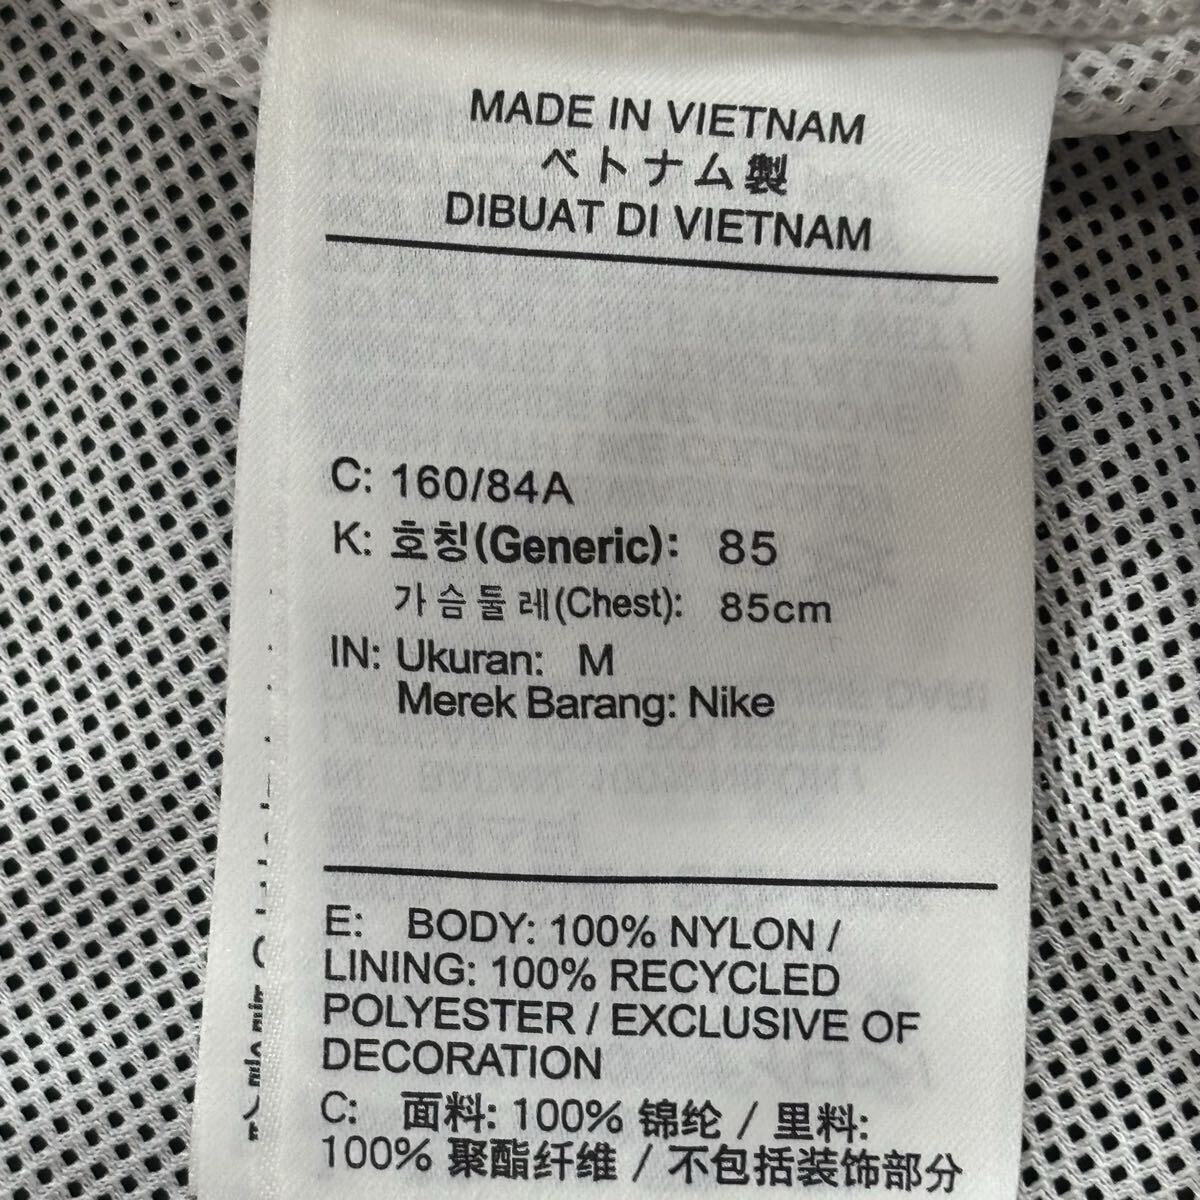 MADE IN VIETNAM
ベトナム製
DIBUAT DI VIETNAM
C: 160/84A
K: 호칭(Generic): 85
가슴둘레(Chest): 85cm
IN: Ukuran: M
Merek Barang: Nike
E: BODY: 100% NYLON /
LINING: 100% RECYCLED
POLYESTER / EXCLUSIVE OF
DECORATION
C: 面料: 100% 锦纶 / 里料:
100% 聚酯纤维 / 不包括装饰部分